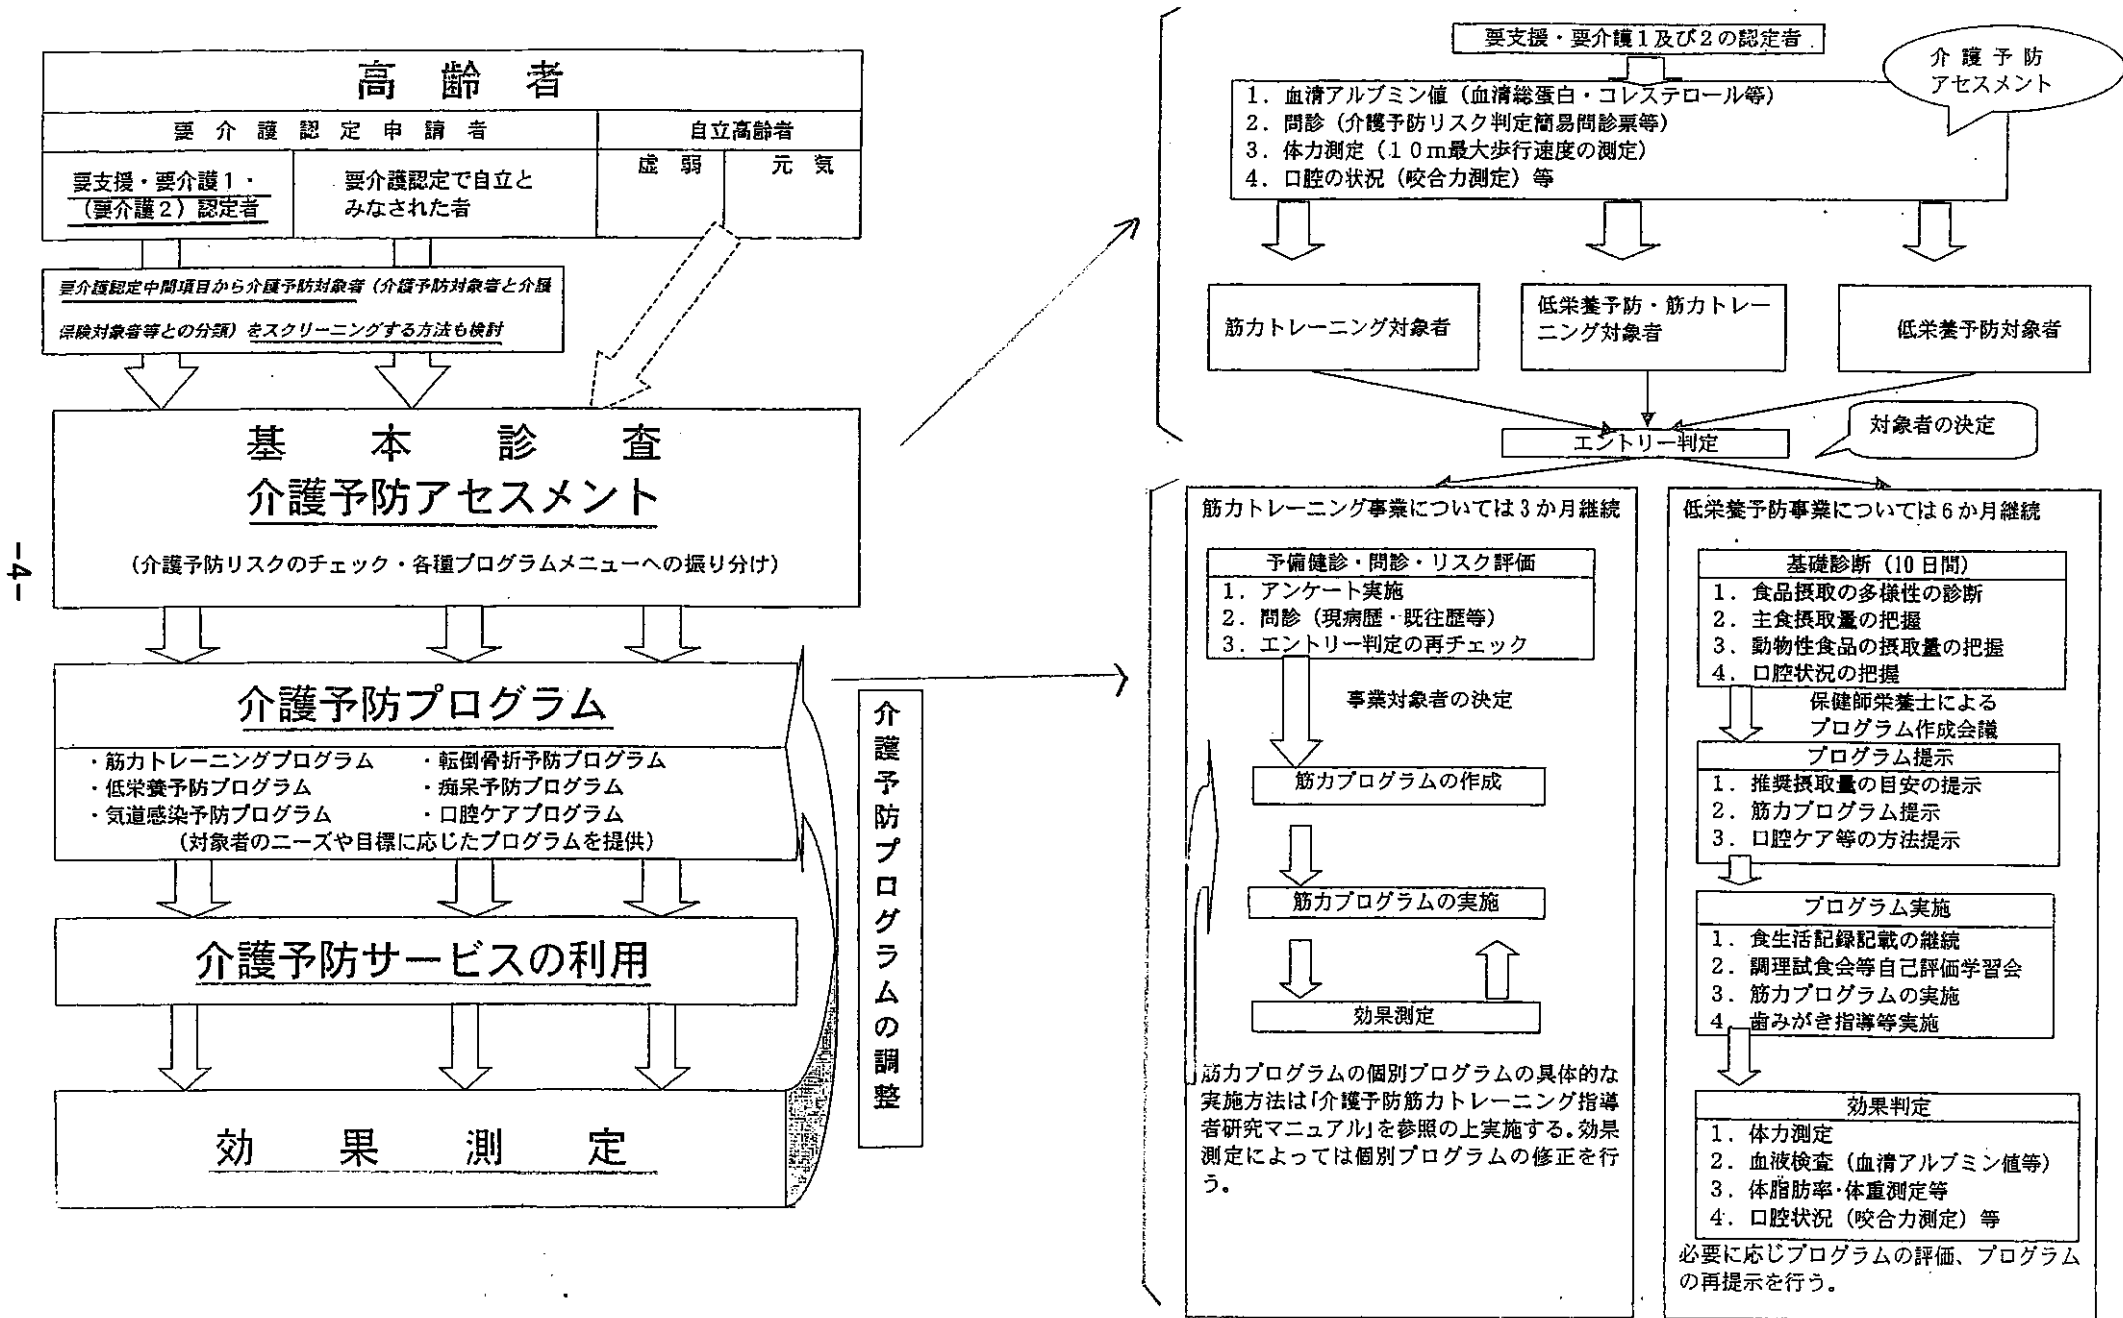 高齢者
要介護認定申請者
自立高齢者
要支援・要介護1・
(要介護2)認定者
要介護認定で自立と
みなされた者
虚弱
元気
要介護認定中間項目から介護予防対象者(介護予防対象者と介護
保険対象者等との分類)をスクリーニングする方法も検討
基本診査
介護予防アセスメント
(介護予防リスクのチェック・各種プログラムメニューへの振り分け)
介護予防プログラム
・筋力トレーニングプログラム ・転倒骨折予防プログラム
・低栄養予防プログラム ・痴呆予防プログラム
・気道感染予防プログラム ・口腔ケアプログラム
(対象者のニーズや目標に応じたプログラムを提供)
介護予防サービスの利用
効果測定
介護予防プログラムの調整
-4-
要支援・要介護1及び2の認定者
介護予防
アセスメント
1.血清アルブミン値(血清総蛋白・コレステロール等)
2.問診(介護予防リスク判定簡易問診票等)
3.体力測定(10m最大歩行速度の測定)
4.口腔の状況(咬合力測定)等
筋力トレーニング対象者
低栄養予防・筋力トレー
ニング対象者
低栄養予防対象者
エントリー判定
対象者の決定
筋力トレーニング事業については3か月継続
予備健診・問診・リスク評価
1.アンケート実施
2.問診(現病歴・既往歴等)
3.エントリー判定の再チェック
事業対象者の決定
筋力プログラムの作成
筋力プログラムの実施
効果測定
筋力プログラムの個別プログラムの具体的な
実施方法は「介護予防筋力トレーニング指導
者研究マニュアル」を参照の上実施する。効果
測定によっては個別プログラムの修正を行
う。
低栄養予防事業については6か月継続
基礎診断(10日間)
1.食品摂取の多様性の診断
2.主食摂取量の把握
3.動物性食品の摂取量の把握
4.口腔状況の把握
保健師栄養士による
プログラム作成会議
プログラム提示
1.推奨摂取量の目安の提示
2.筋力プログラム提示
3.口腔ケア等の方法提示
プログラム実施
1.食生活記録記載の継続
2.調理試食会等自己評価学習会
3.筋力プログラムの実施
4.歯みがき指導等実施
効果判定
1.体力測定
2.血液検査(血清アルブミン値等)
3.体脂肪率・体重測定等
4.口腔状況(咬合力測定)等
必要に応じプログラムの評価、プログラム
の再提示を行う。